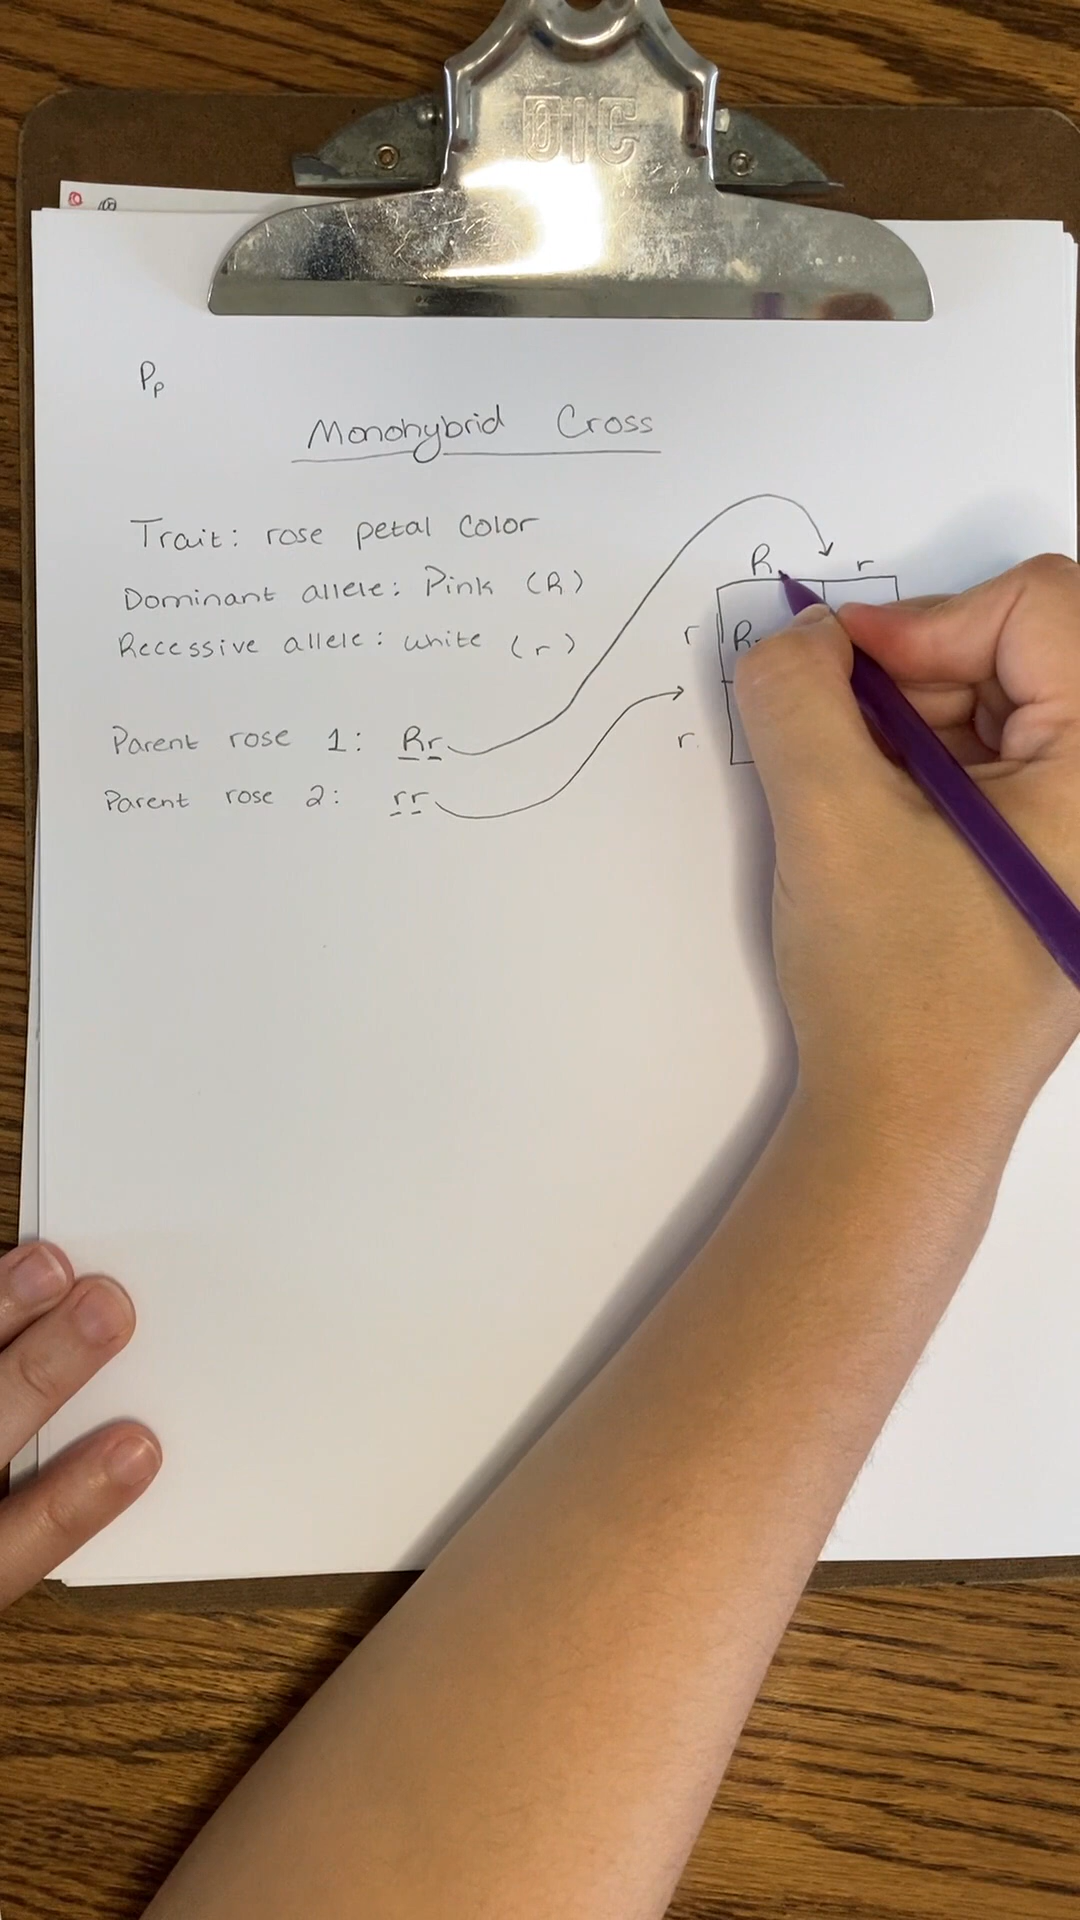 OIC
Pp
Monohybrid Cross
Trait: rose petal color
Dominant allele: Pink (R)
Recessive allele: white (r)
Parent rose 1: Rr
Parent rose 2: rr
R r
r R
r